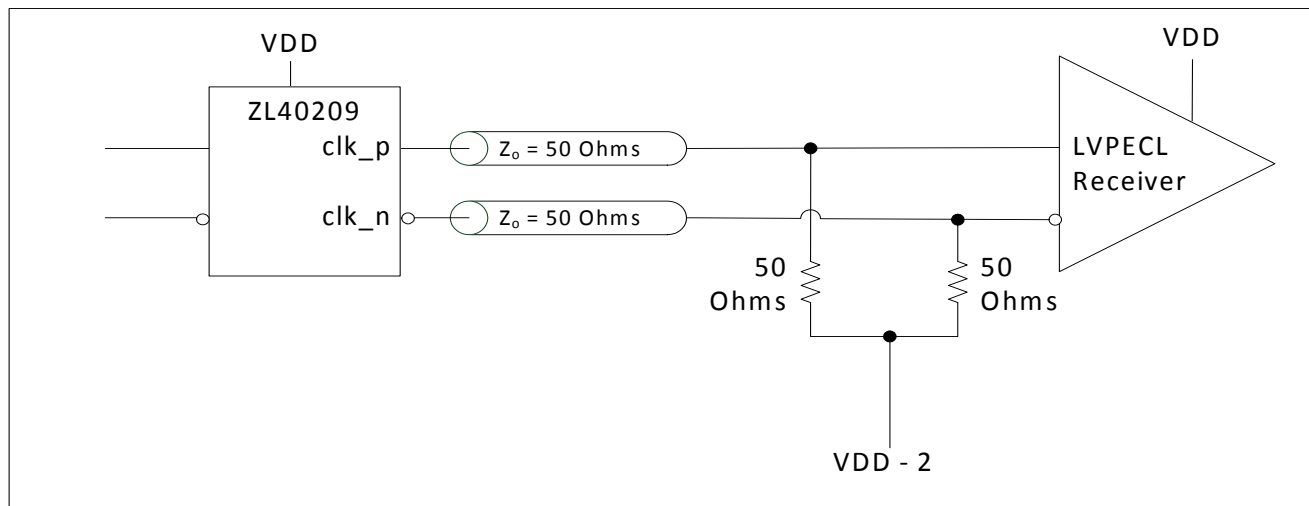 VDD
ZL40209
clk_p
clk_n
Zo = 50 Ohms
Zo = 50 Ohms
VDD
LVPECL
Receiver
50
Ohms
50
Ohms
VDD - 2